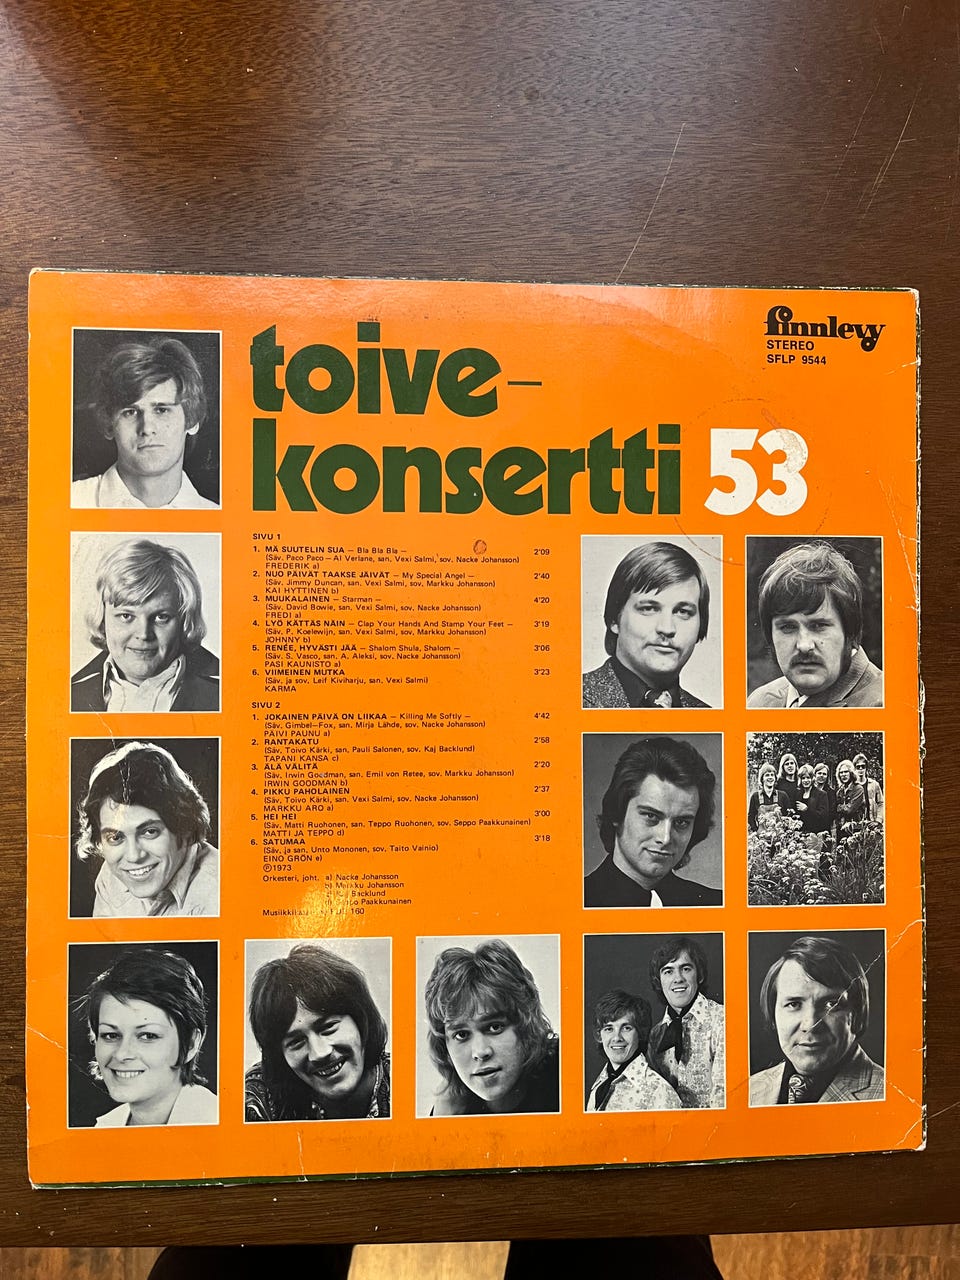 finnlevy
STEREO
SFLP 9544
toive-
konsertti 53
SIVU 1
1. MÄ SUUTELIN SUA — Bla Bla Bla — 2'09
(Säv. Paco Paco — Al Verlane, san. Vexi Salmi, sov. Nacke Johansson)
FREDERIK a)
2. NUO PÄIVÄT TAAKSE JÄIVÄT — My Special Angel — 2'40
(Säv. Jimmy Duncan, san. Vexi Salmi, sov. Markku Johansson)
KAI HYTTINEN b)
3. MUUKALAINEN — Starman — 4'20
(Säv. David Bowie, san. Vexi Salmi, sov. Nacke Johansson)
FREDI a)
4. LYÖ KÄTTÄS NÄIN — Clap Your Hands And Stamp Your Feet — 3'19
(Säv. P. Koelewijn, san. Vexi Salmi, sov. Markku Johansson)
JOHNNY b)
5. RENÉE, HYVÄSTI JÄÄ — Shalom Shula, Shalom — 3'06
(Säv. S. Vasco, san. A. Aleksi, sov. Nacke Johansson)
PASI KAUNISTO a)
6. VIIMEINEN MUTKA 3'23
(Säv. ja sov. Leif Kiviharju, san. Vexi Salmi)
KARMA
SIVU 2
1. JOKAINEN PÄIVÄ ON LIIKAA — Killing Me Softly — 4'42
(Säv. Gimbel—Fox, san. Mirja Lähde, sov. Nacke Johansson)
PÄIVI PAUNU a)
2. RANTAKATU 2'58
(Säv. Toivo Kärki, san. Pauli Salonen, sov. Kaj Backlund)
TAPANI KANSA c)
3. ÄLÄ VÄLITÄ 2'20
(Säv. Irwin Goodman, san. Emil von Retee, sov. Markku Johansson)
IRWIN GOODMAN b)
4. PIKKU PAHOLAINEN 2'37
(Säv. Toivo Kärki, san. Vexi Salmi, sov. Nacke Johansson)
MARKKU ARO a)
5. HEI HEI 3'00
(Säv. Matti Ruohonen, san. Teppo Ruohonen, sov. Seppo Paakkunainen)
MATTI JA TEPPO d)
6. SATUMAA 3'18
(Säv. ja san. Unto Mononen, sov. Taito Vainio)
EINO GRÖN e)
Ⓟ1973
Orkesteri, joht. a) Nacke Johansson
b) Markku Johansson
Backlund
Seppo Paakkunainen
160